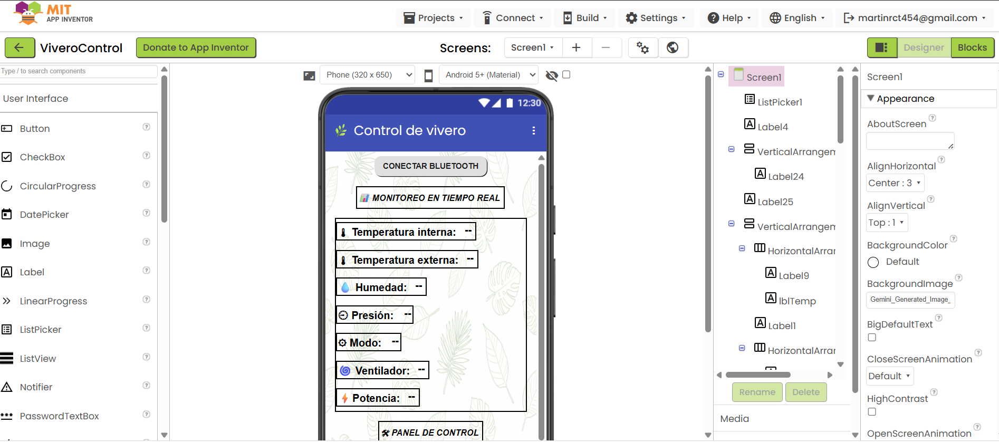 MIT
APP INVENTOR
Projects
Connect
Build
Settings
Help
English
martinrct454@gmail.com
ViveroControl
Donate to App Inventor
Screens:
Screen1
Designer
Blocks
Type / to search components
User Interface
Button
CheckBox
CircularProgress
DatePicker
Image
Label
LinearProgress
ListPicker
ListView
Notifier
PasswordTextBox
Phone (320 x 650)
Android 5+ (Material)
12:30
Control de vivero
CONECTAR BLUETOOTH
MONITOREO EN TIEMPO REAL
Temperatura interna: --
Temperatura externa: --
Humedad: --
Presión: --
Modo: --
Ventilador: --
Potencia: --
PANEL DE CONTROL
Screen1
ListPicker1
Label4
VerticalArrangem
Label24
Label25
VerticalArrangem
HorizontalArrar
Label9
lblTemp
Label1
HorizontalArrar
Rename
Delete
Media
Screen1
Appearance
AboutScreen
AlignHorizontal
Center : 3
AlignVertical
Top : 1
BackgroundColor
Default
BackgroundImage
Gemini_Generated_Image_
BigDefaultText
CloseScreenAnimation
Default
HighContrast
OpenScreenAnimation